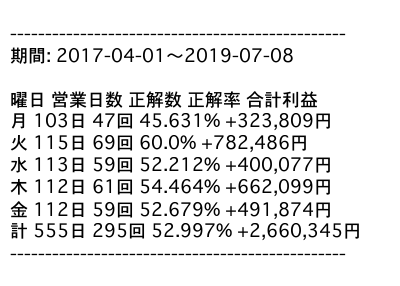 ------------------------------------------------
期間: 2017-04-01～2019-07-08
曜日 営業日数 正解数 正解率 合計利益
月 103日 47回 45.631% +323,809円
火 115日 69回 60.0% +782,486円
水 113日 59回 52.212% +400,077円
木 112日 61回 54.464% +662,099円
金 112日 59回 52.679% +491,874円
計 555日 295回 52.997% +2,660,345円
------------------------------------------------